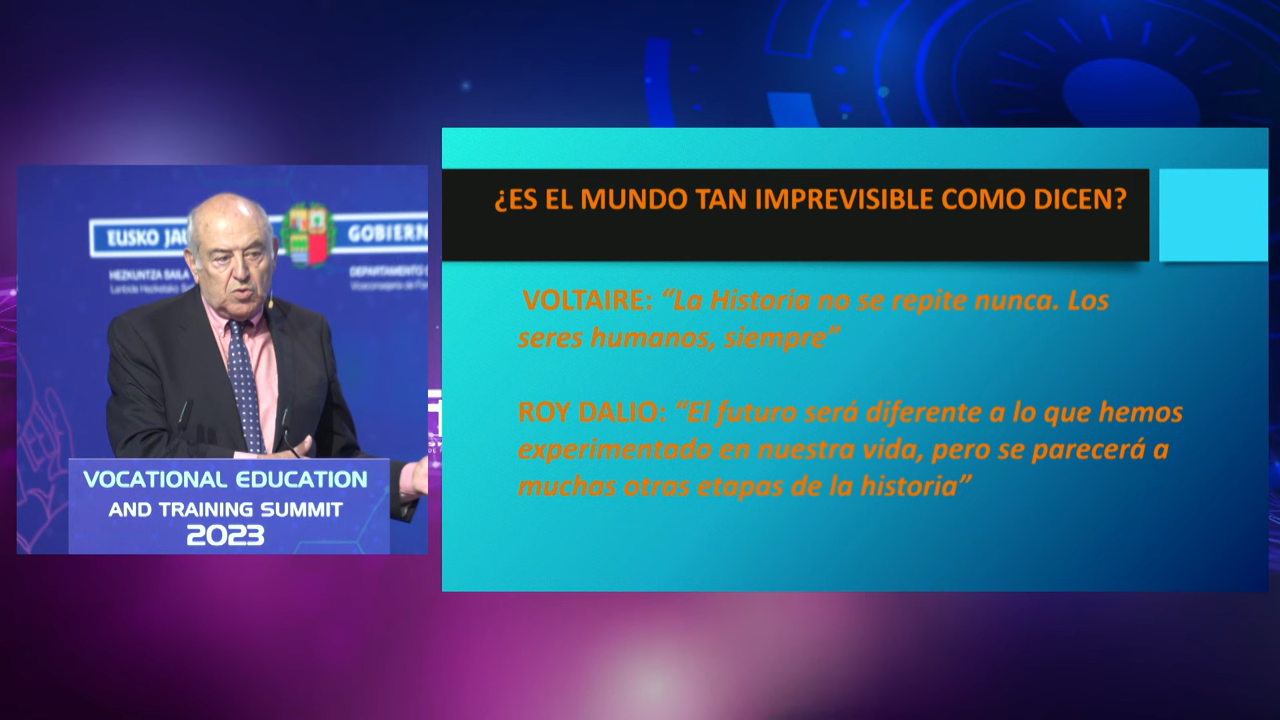 EUSKO JAU
GOBIERN
HEZKUNTZA SAILA
DEPARTAMENTO
VOCATIONAL EDUCATION
AND TRAINING SUMMIT
2023
¿ES EL MUNDO TAN IMPREVISIBLE COMO DICEN?
VOLTAIRE: “La Historia no se repite nunca. Los
seres humanos, siempre”
ROY DALIO: “El futuro será diferente a lo que hemos
experimentado en nuestra vida, pero se parecerá a
muchas otras etapas de la historia”